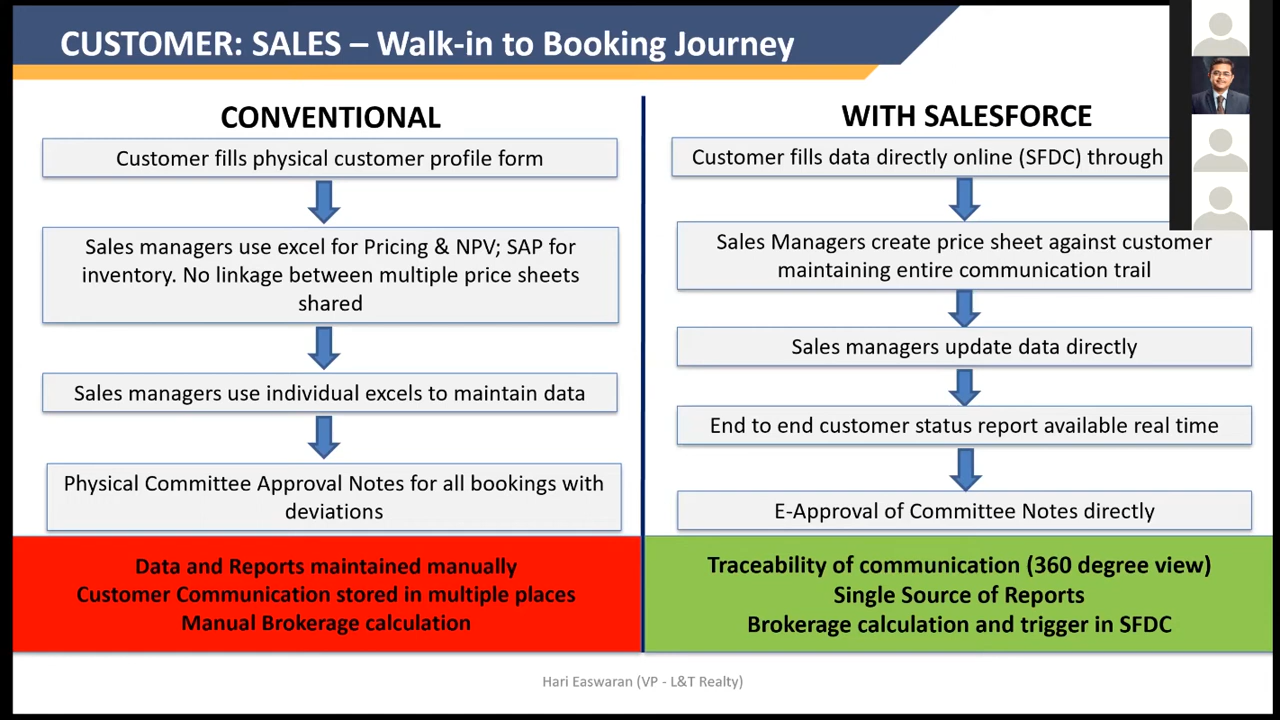 CUSTOMER: SALES – Walk-in to Booking Journey
CONVENTIONAL
Customer fills physical customer profile form
Sales managers use excel for Pricing & NPV; SAP for
inventory. No linkage between multiple price sheets
shared
Sales managers use individual excels to maintain data
Physical Committee Approval Notes for all bookings with
deviations
Data and Reports maintained manually
Customer Communication stored in multiple places
Manual Brokerage calculation
WITH SALESFORCE
Customer fills data directly online (SFDC) through
Sales Managers create price sheet against customer
maintaining entire communication trail
Sales managers update data directly
End to end customer status report available real time
E-Approval of Committee Notes directly
Traceability of communication (360 degree view)
Single Source of Reports
Brokerage calculation and trigger in SFDC
Hari Easwaran (VP - L&T Realty)